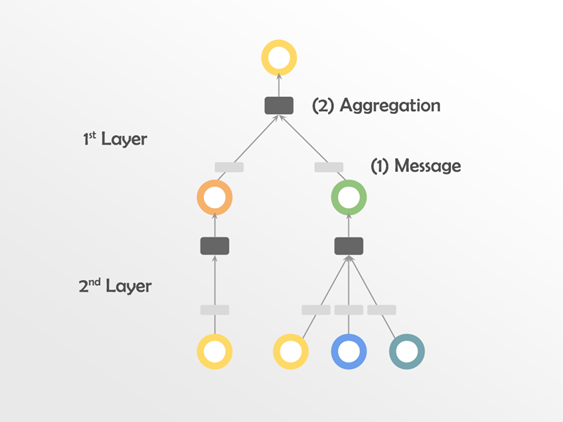 (2) Aggregation
1st Layer
(1) Message
2nd Layer